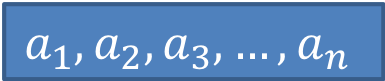 a₁, a₂, a₃, …, aₙ